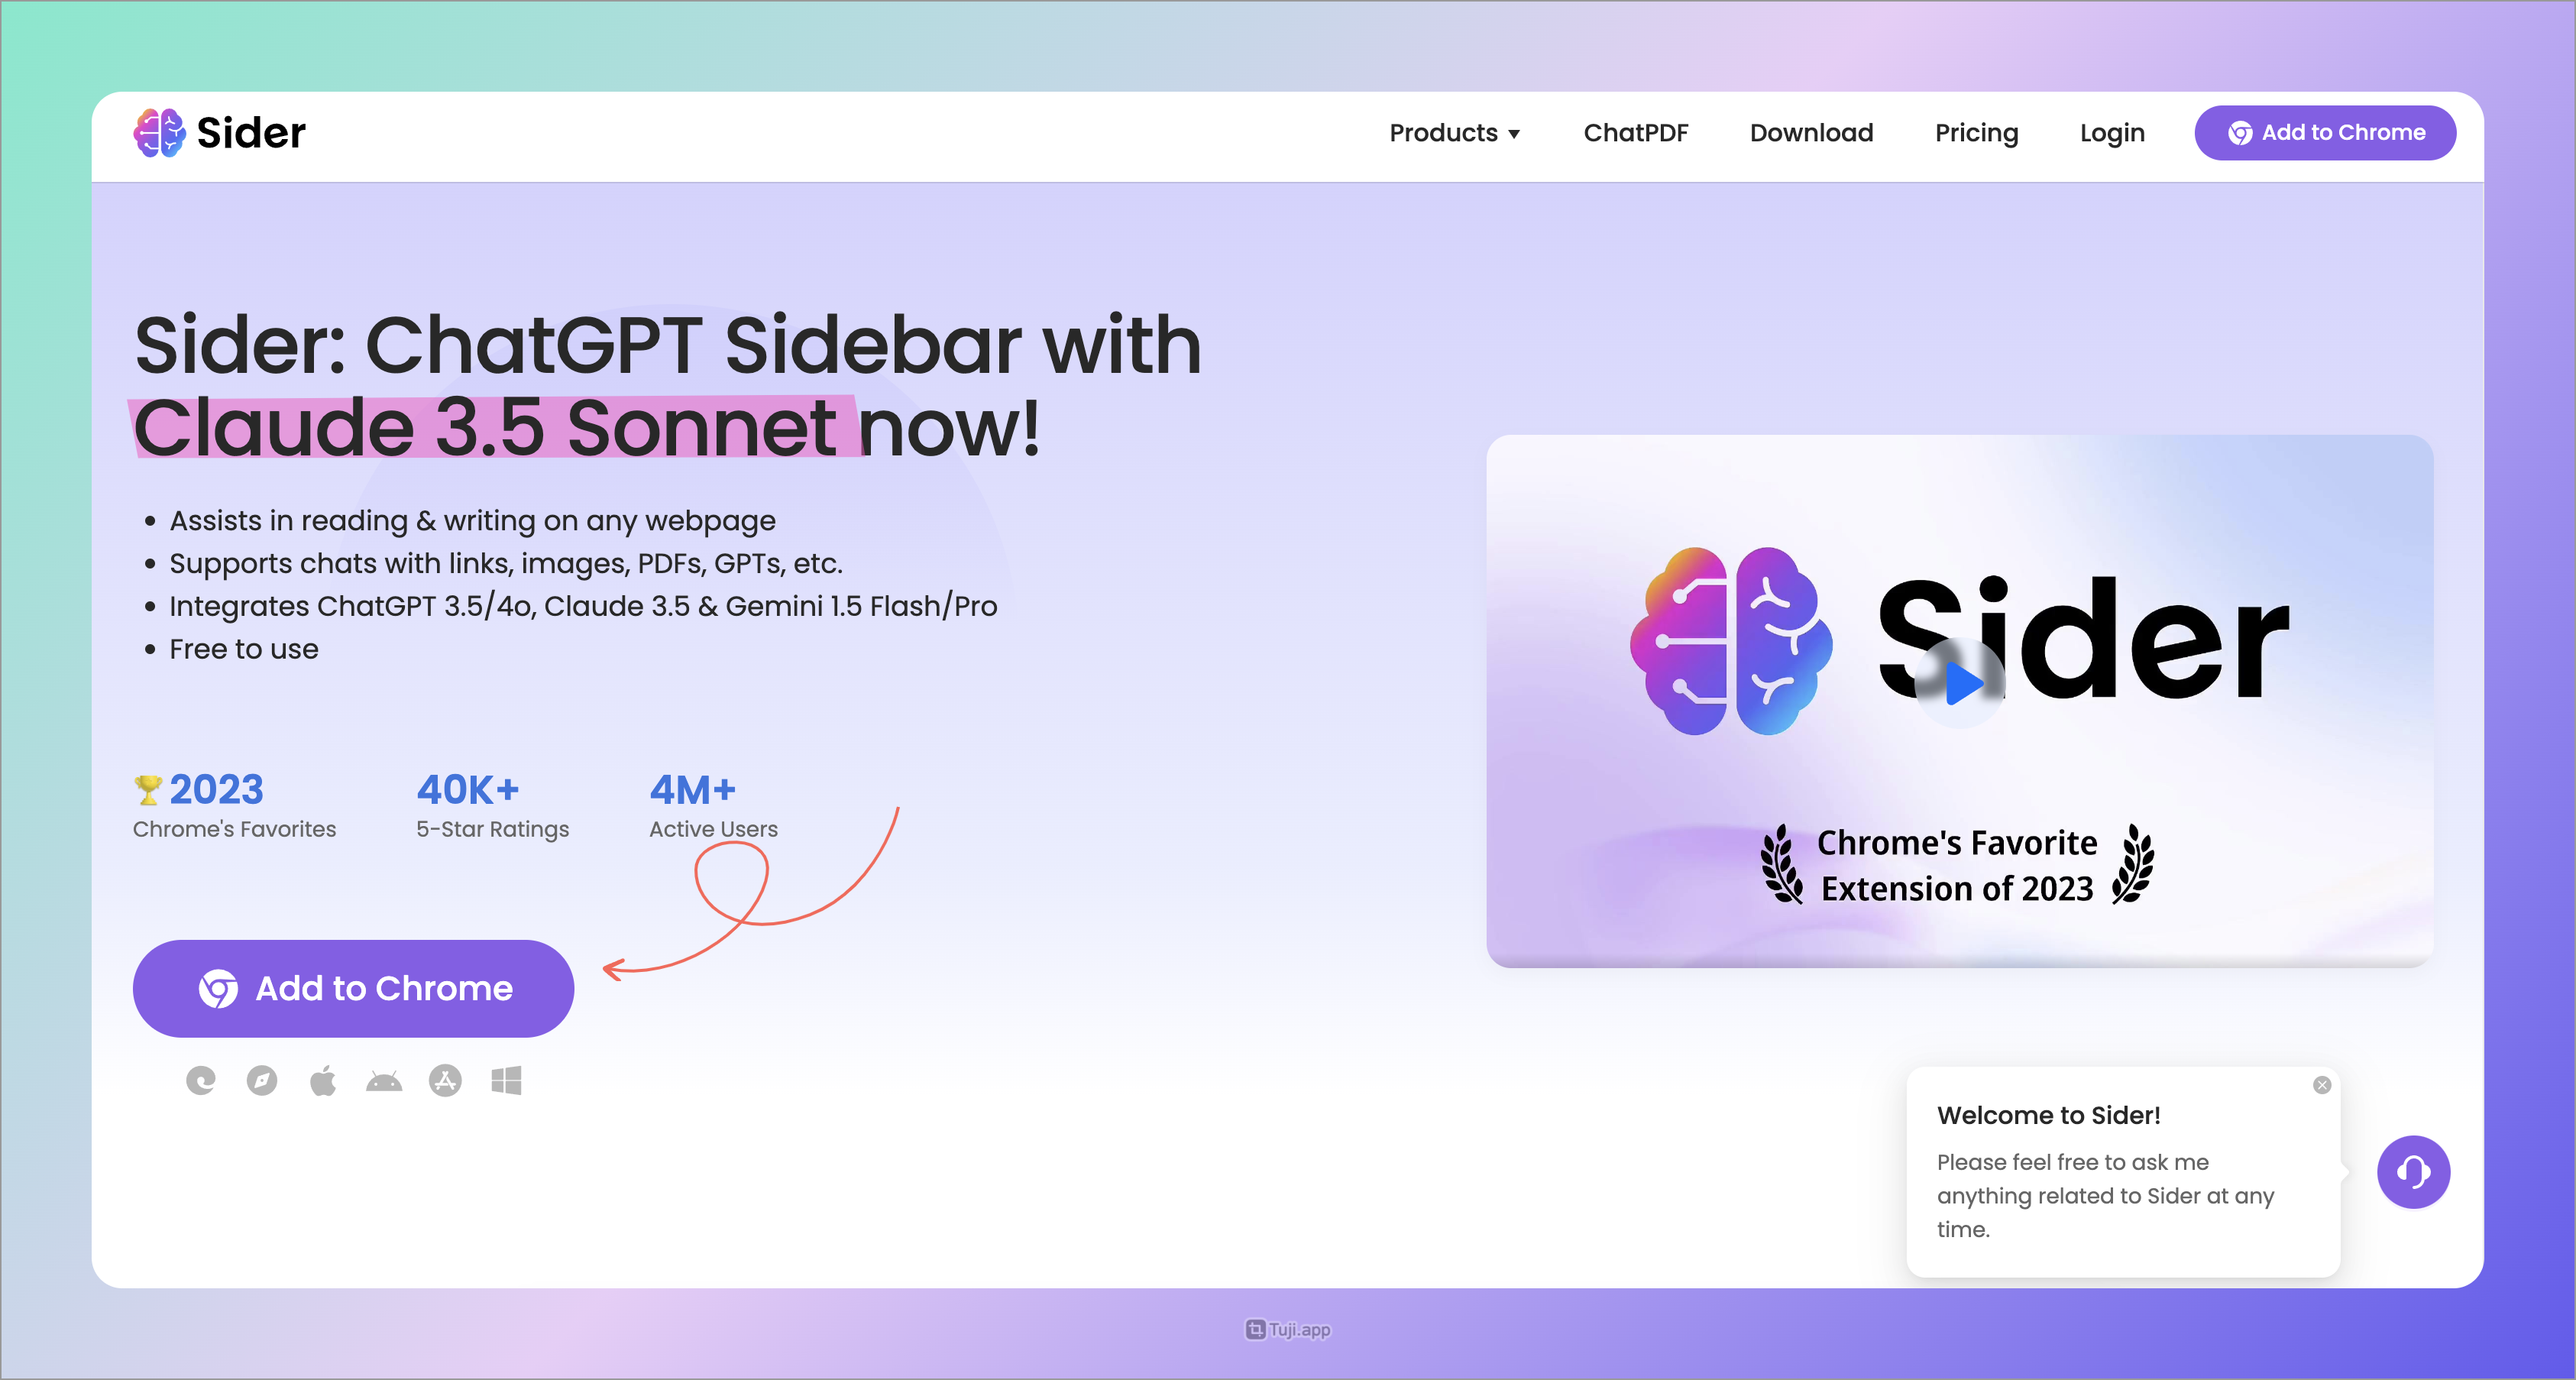 Sider
Products
ChatPDF
Download
Pricing
Login
Add to Chrome
Sider: ChatGPT Sidebar with
Claude 3.5 Sonnet now!
Assists in reading & writing on any webpage
Supports chats with links, images, PDFs, GPTs, etc.
Integrates ChatGPT 3.5/4o, Claude 3.5 & Gemini 1.5 Flash/Pro
Free to use
2023
Chrome's Favorites
40K+
5-Star Ratings
4M+
Active Users
Add to Chrome
Sider
Chrome's Favorite
Extension of 2023
Welcome to Sider!
Please feel free to ask me
anything related to Sider at any
time.
Tuji.app